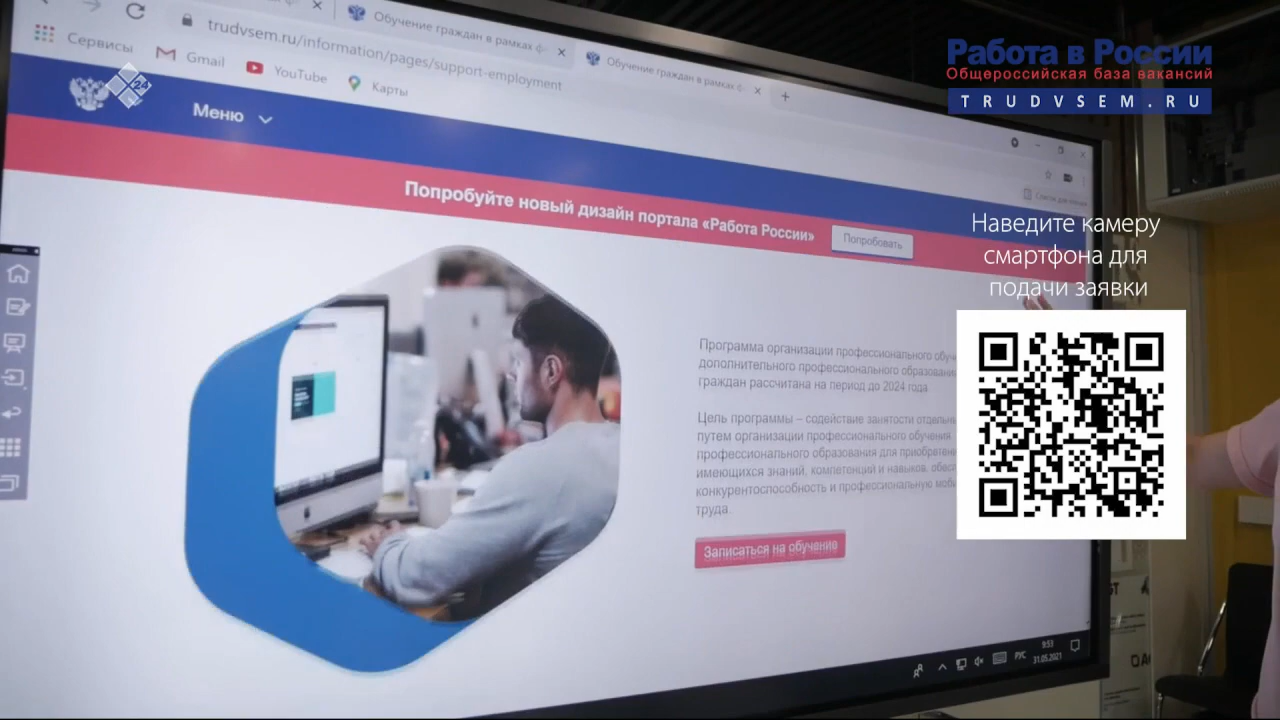 Обучение граждан в рамках ф
Обучение граждан в рамках ф
trudvsem.ru/information/pages/support-employment
Сервисы
Gmail
YouTube
Карты
24
Меню
Работа в России
Общероссийская база вакансий
TRUDVSEM.RU
Попробуйте новый дизайн портала «Работа России»
Попробовать
Наведите камеру
смартфона для
подачи заявки
Программа организации профессионального обуч
дополнительного профессионального образовани
граждан рассчитана на период до 2024 года.
Цель программы – содействие занятости отдельны
путем организации профессионального обучения
профессионального образования для приобретени
имеющихся знаний, компетенций и навыков, обесп
конкурентоспособность и профессиональную моби
труда.
Записаться на обучение
РУС
9:53
31.05.2021